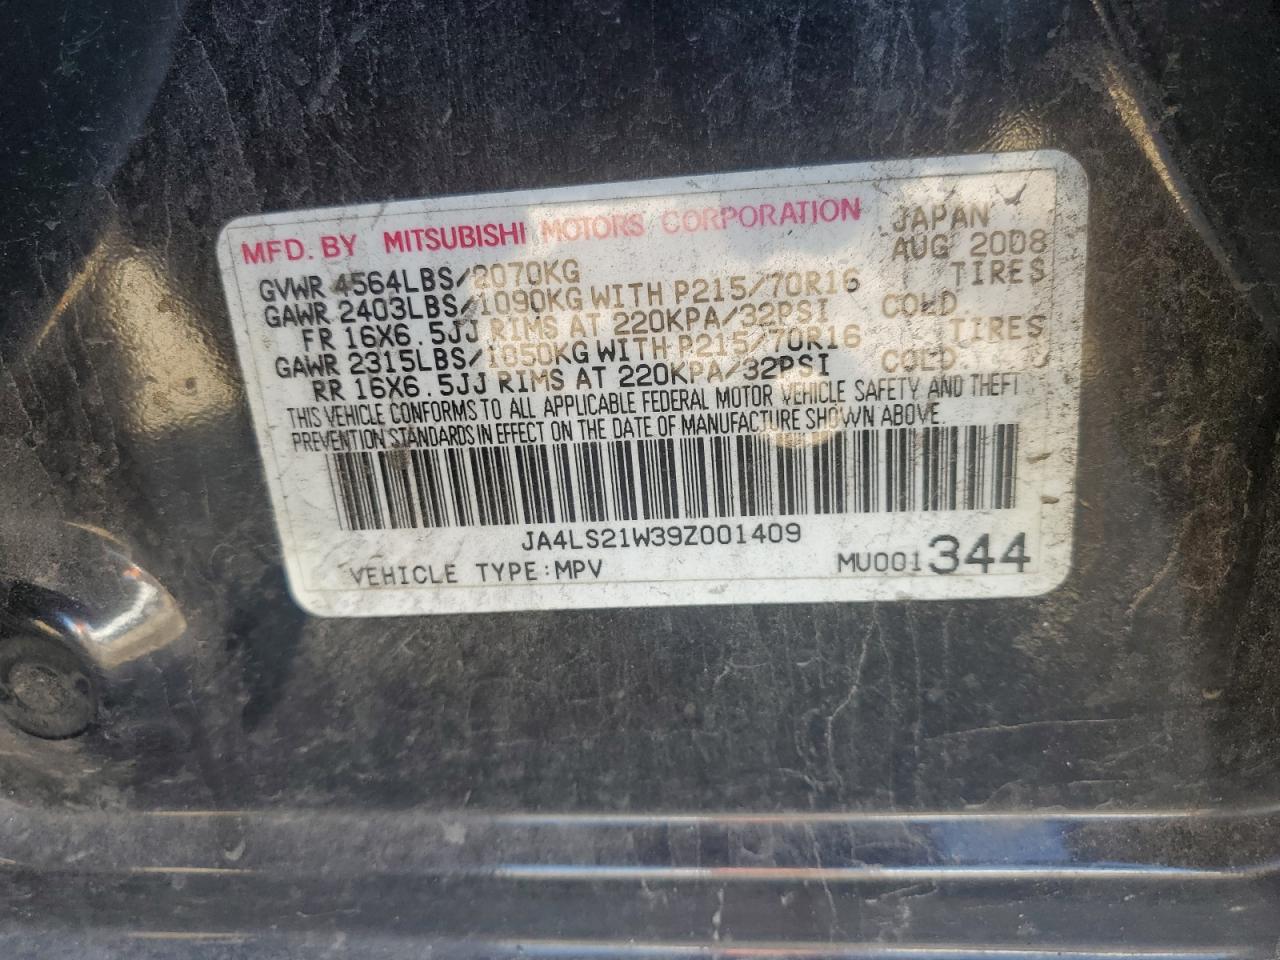 MFD. BY MITSUBISHI MOTORS CORPORATION JAPAN
AUG 2008
GVWR 4564LBS/2070KG
GAWR 2403LBS/1090KG WITH P215/70R16 TIRES
FR 16X6.5JJ RIMS AT 220KPA/32PSI COLD.
GAWR 2315LBS/1050KG WITH P215/70R16 TIRES
RR 16X6.5JJ RIMS AT 220KPA/32PSI COLD.
THIS VEHICLE CONFORMS TO ALL APPLICABLE FEDERAL MOTOR VEHICLE SAFETY AND THEFT
PREVENTION STANDARDS IN EFFECT ON THE DATE OF MANUFACTURE SHOWN ABOVE.
JA4LS21W39Z001409
VEHICLE TYPE:MPV MU001344